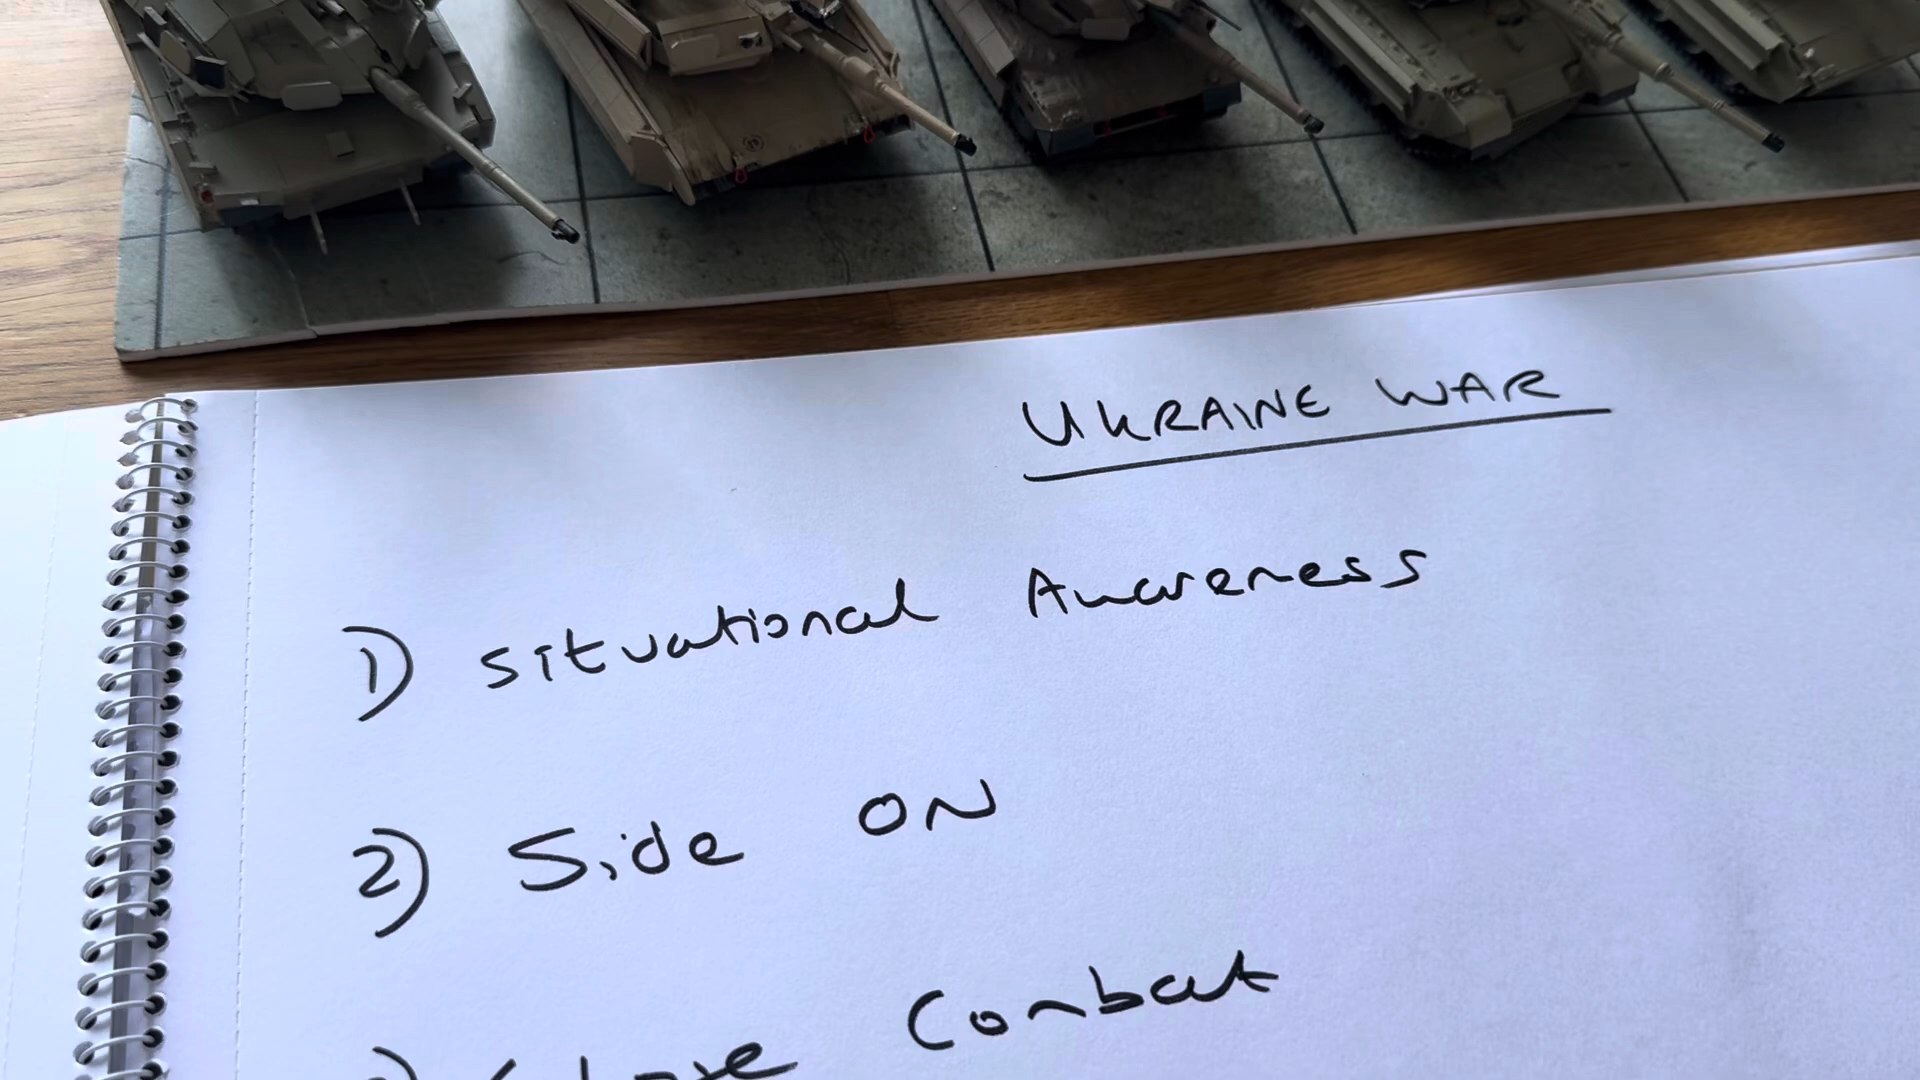 UKRAINE WAR
1) Situational Awareness
2) Side ON
Combat